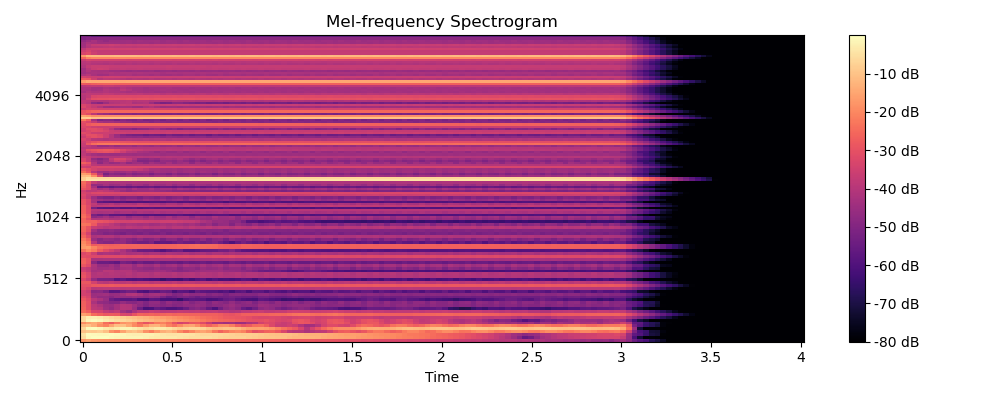 Mel-frequency Spectrogram
Hz
4096
2048
1024
512
0
0 0.5 1 1.5 2 2.5 3 3.5 4
Time
-10 dB
-20 dB
-30 dB
-40 dB
-50 dB
-60 dB
-70 dB
-80 dB